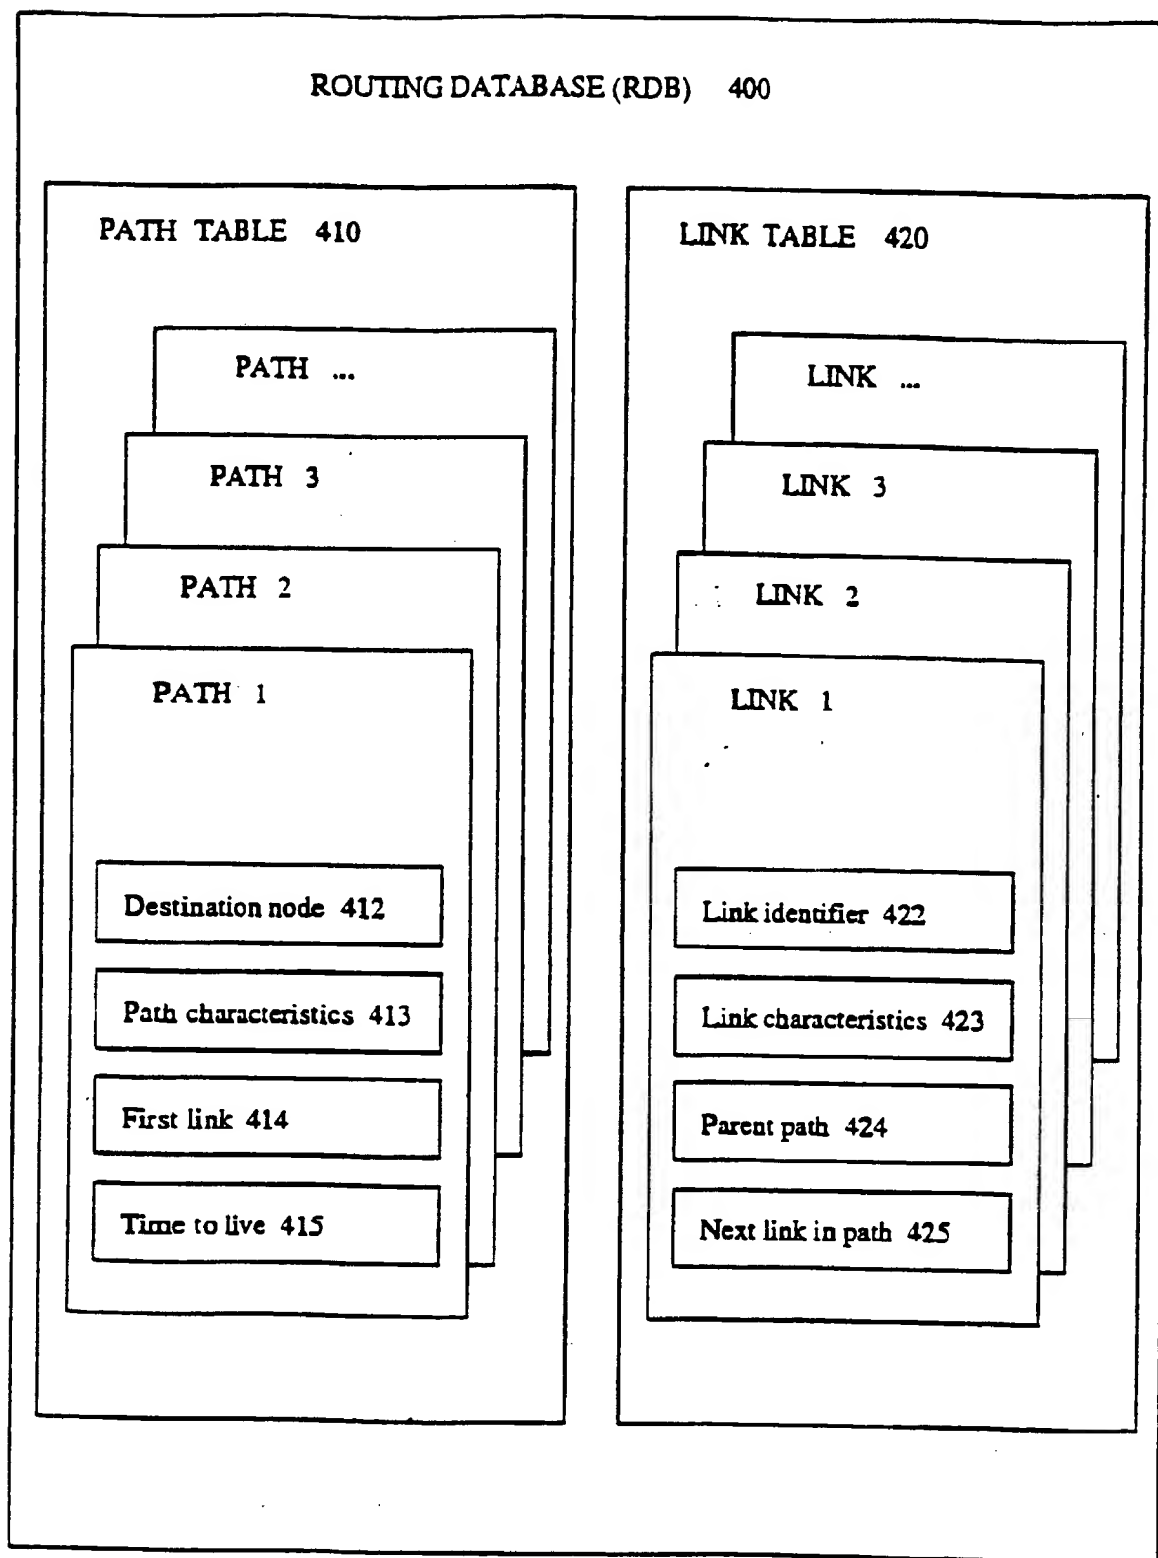 ROUTING DATABASE (RDB) 400
PATH TABLE 410
PATH ...
PATH 3
PATH 2
PATH 1
Destination node 412
Path characteristics 413
First link 414
Time to live 415
LINK TABLE 420
LINK ...
LINK 3
LINK 2
LINK 1
Link identifier 422
Link characteristics 423
Parent path 424
Next link in path 425